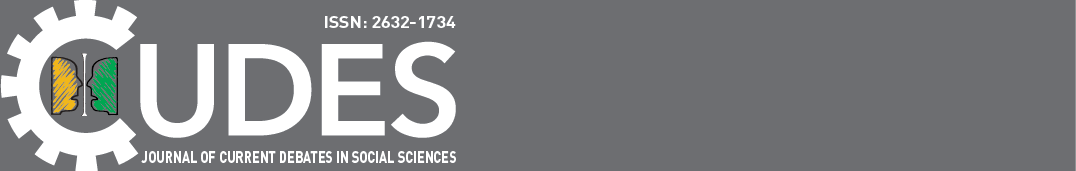 ISSN: 2632-1734
CUDES
JOURNAL OF CURRENT DEBATES IN SOCIAL SCIENCES